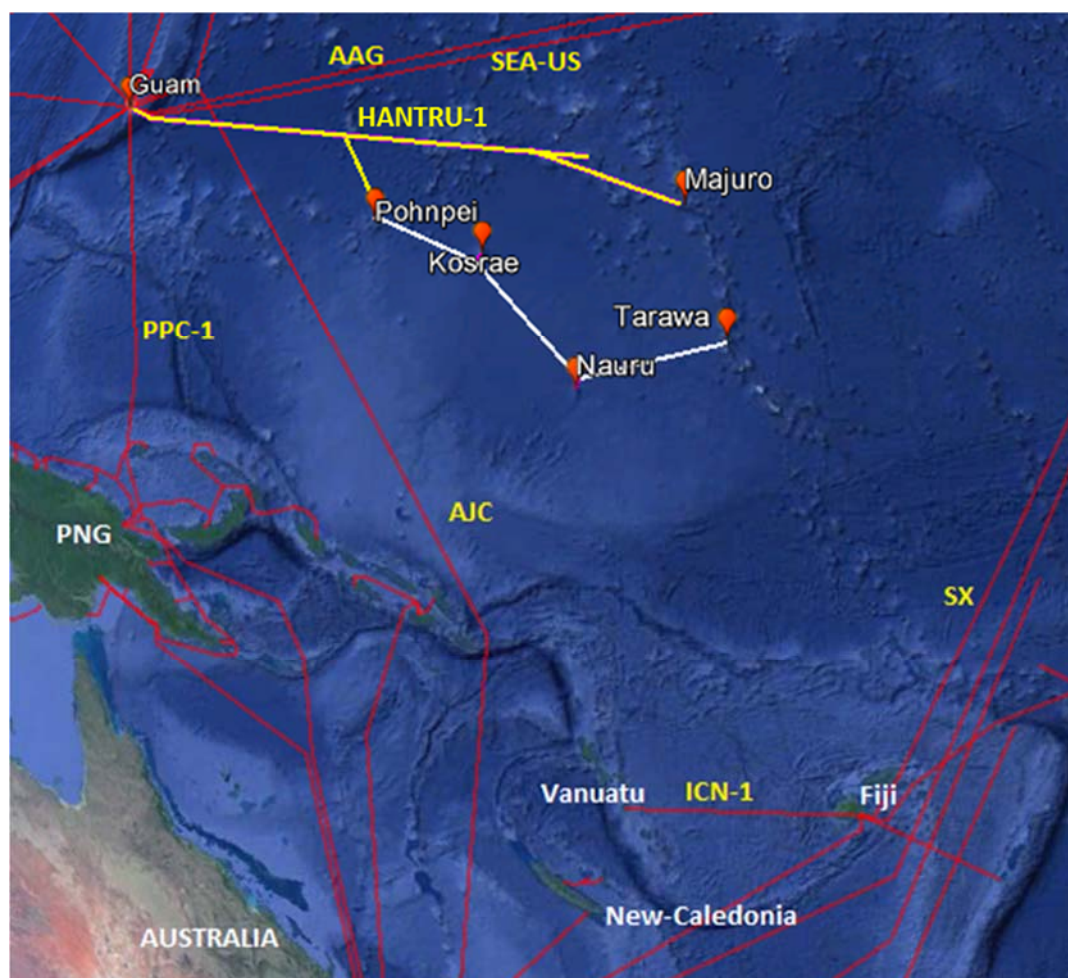 AAG
SEA-US
Guam
HANTRU-1
Majuro
Pohnpei
Kosrae
Tarawa
PPC-1
Nauru
AJC
PNG
SX
Vanuatu
ICN-1
Fiji
New-Caledonia
AUSTRALIA